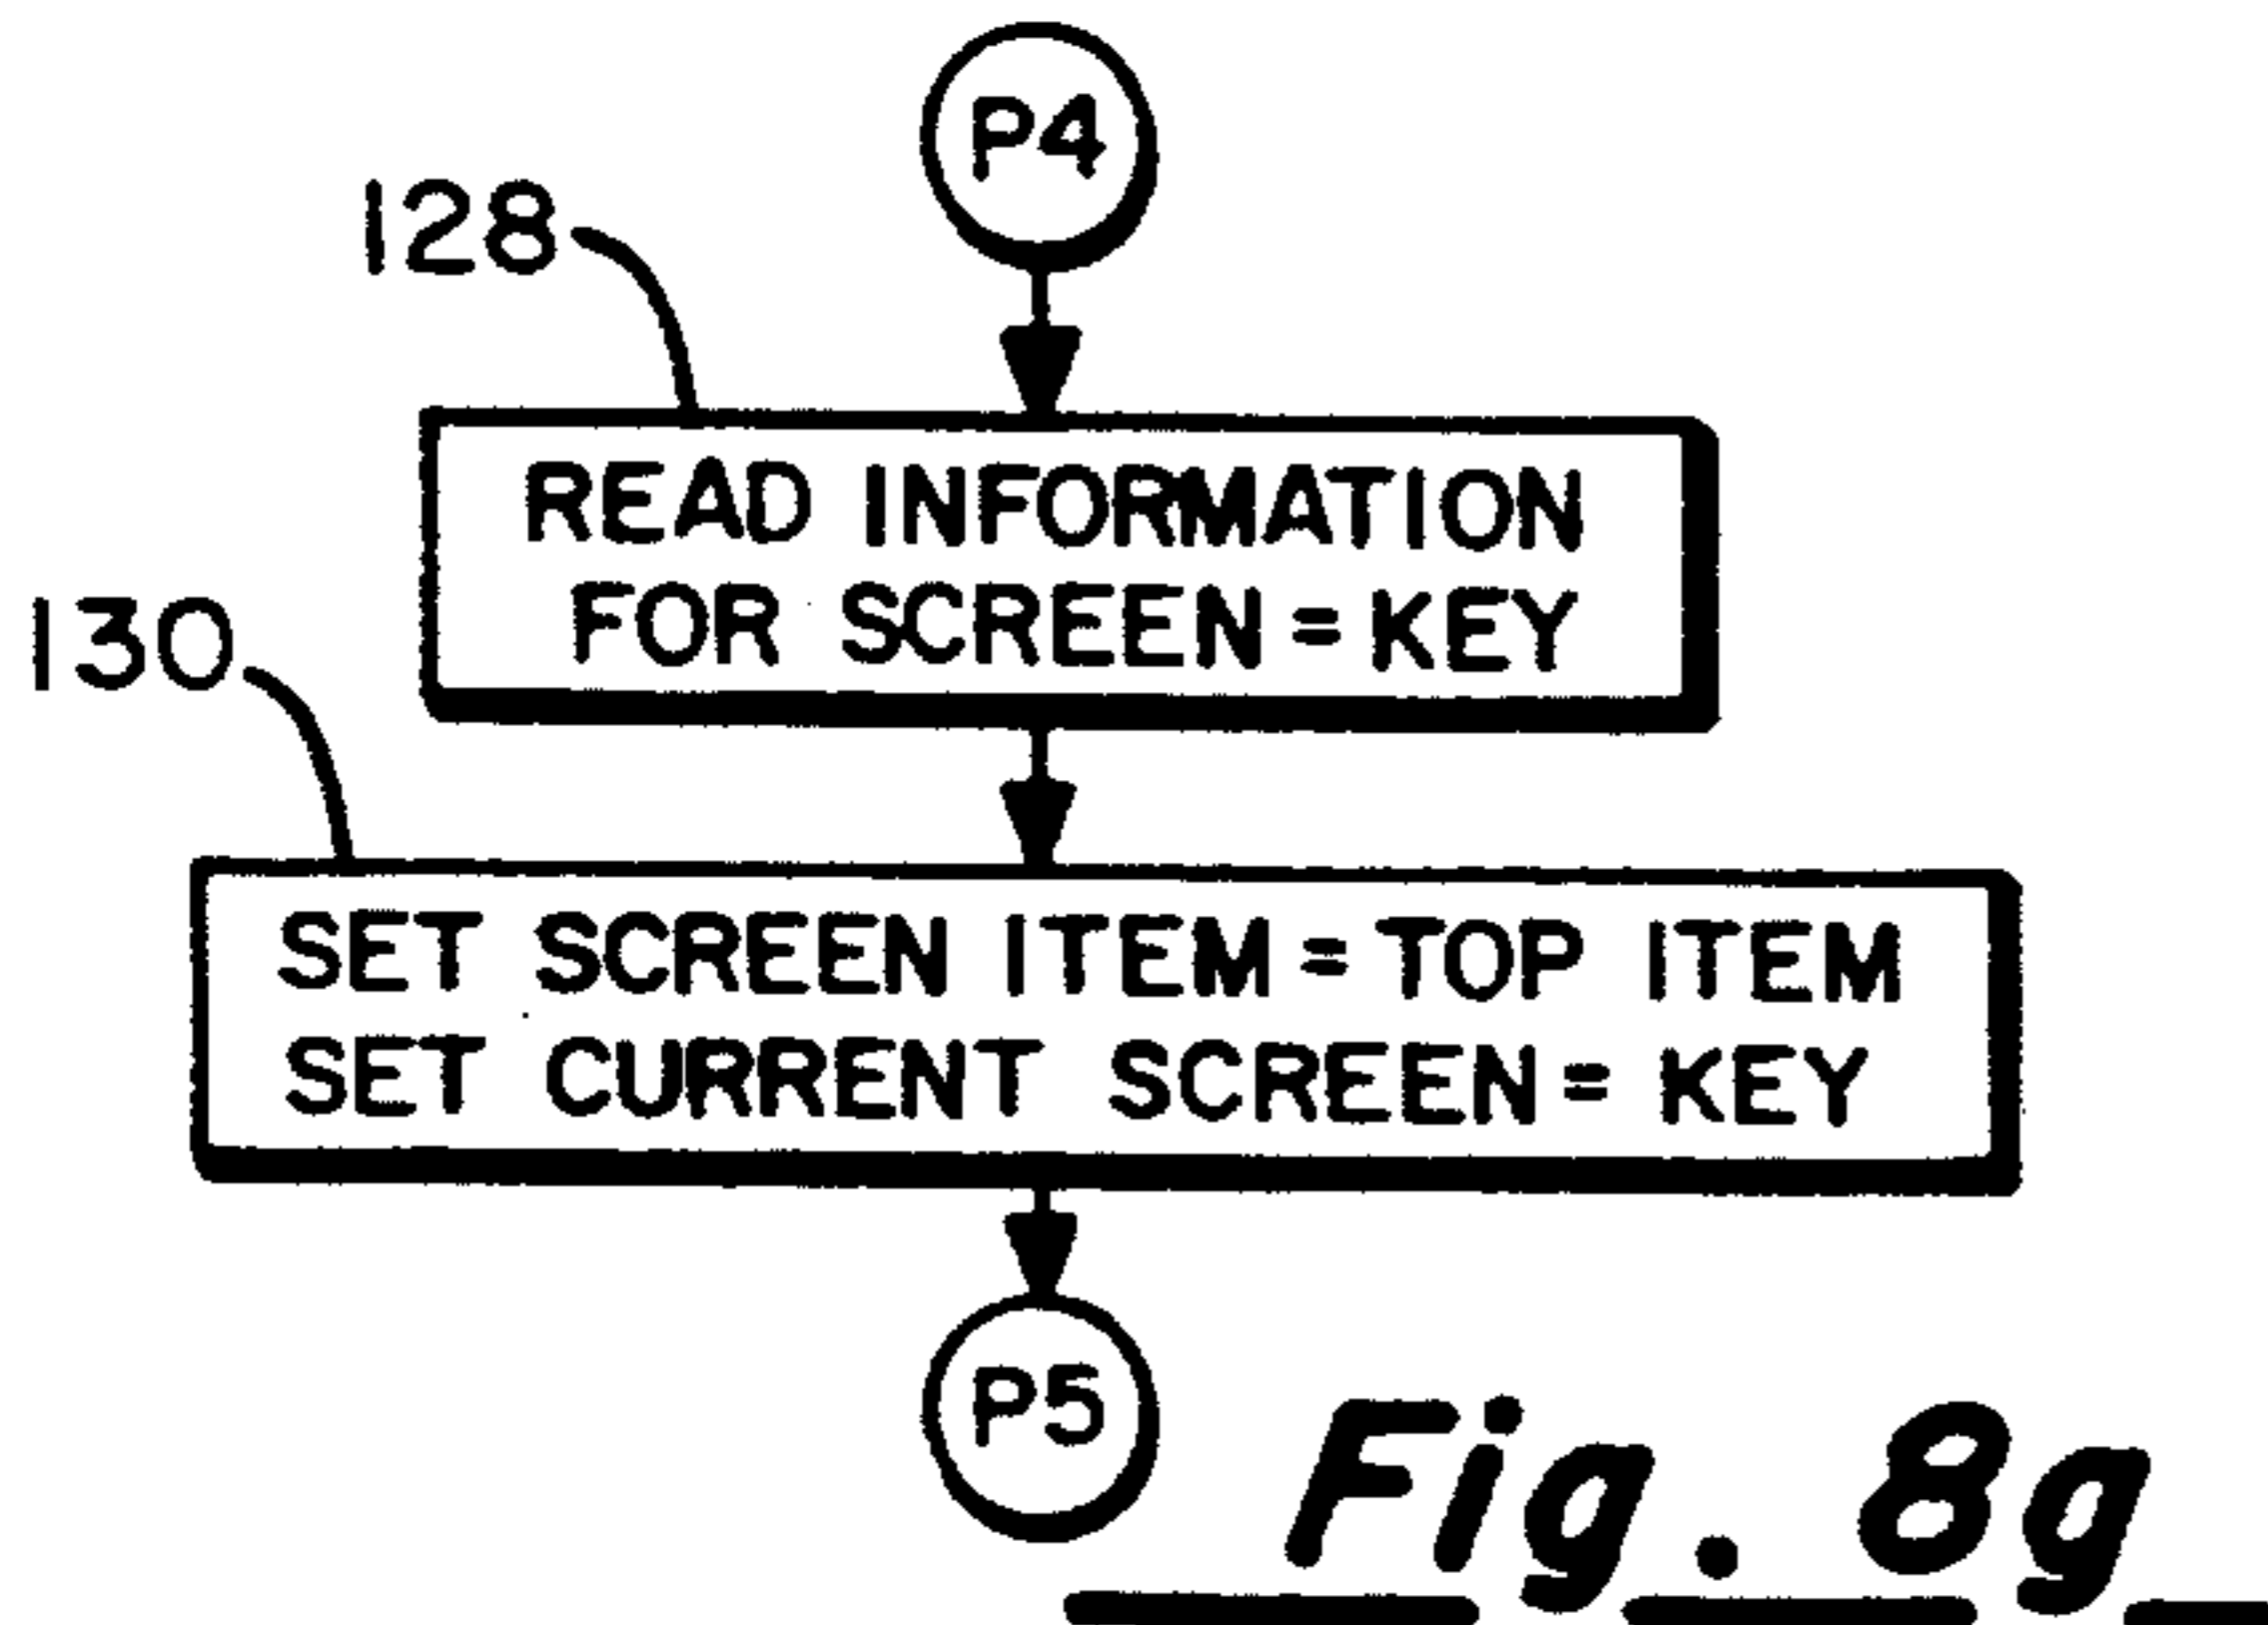 P4
128
READ INFORMATION
FOR SCREEN = KEY
130
SET SCREEN ITEM = TOP ITEM
SET CURRENT SCREEN = KEY
P5
Fig. 8g